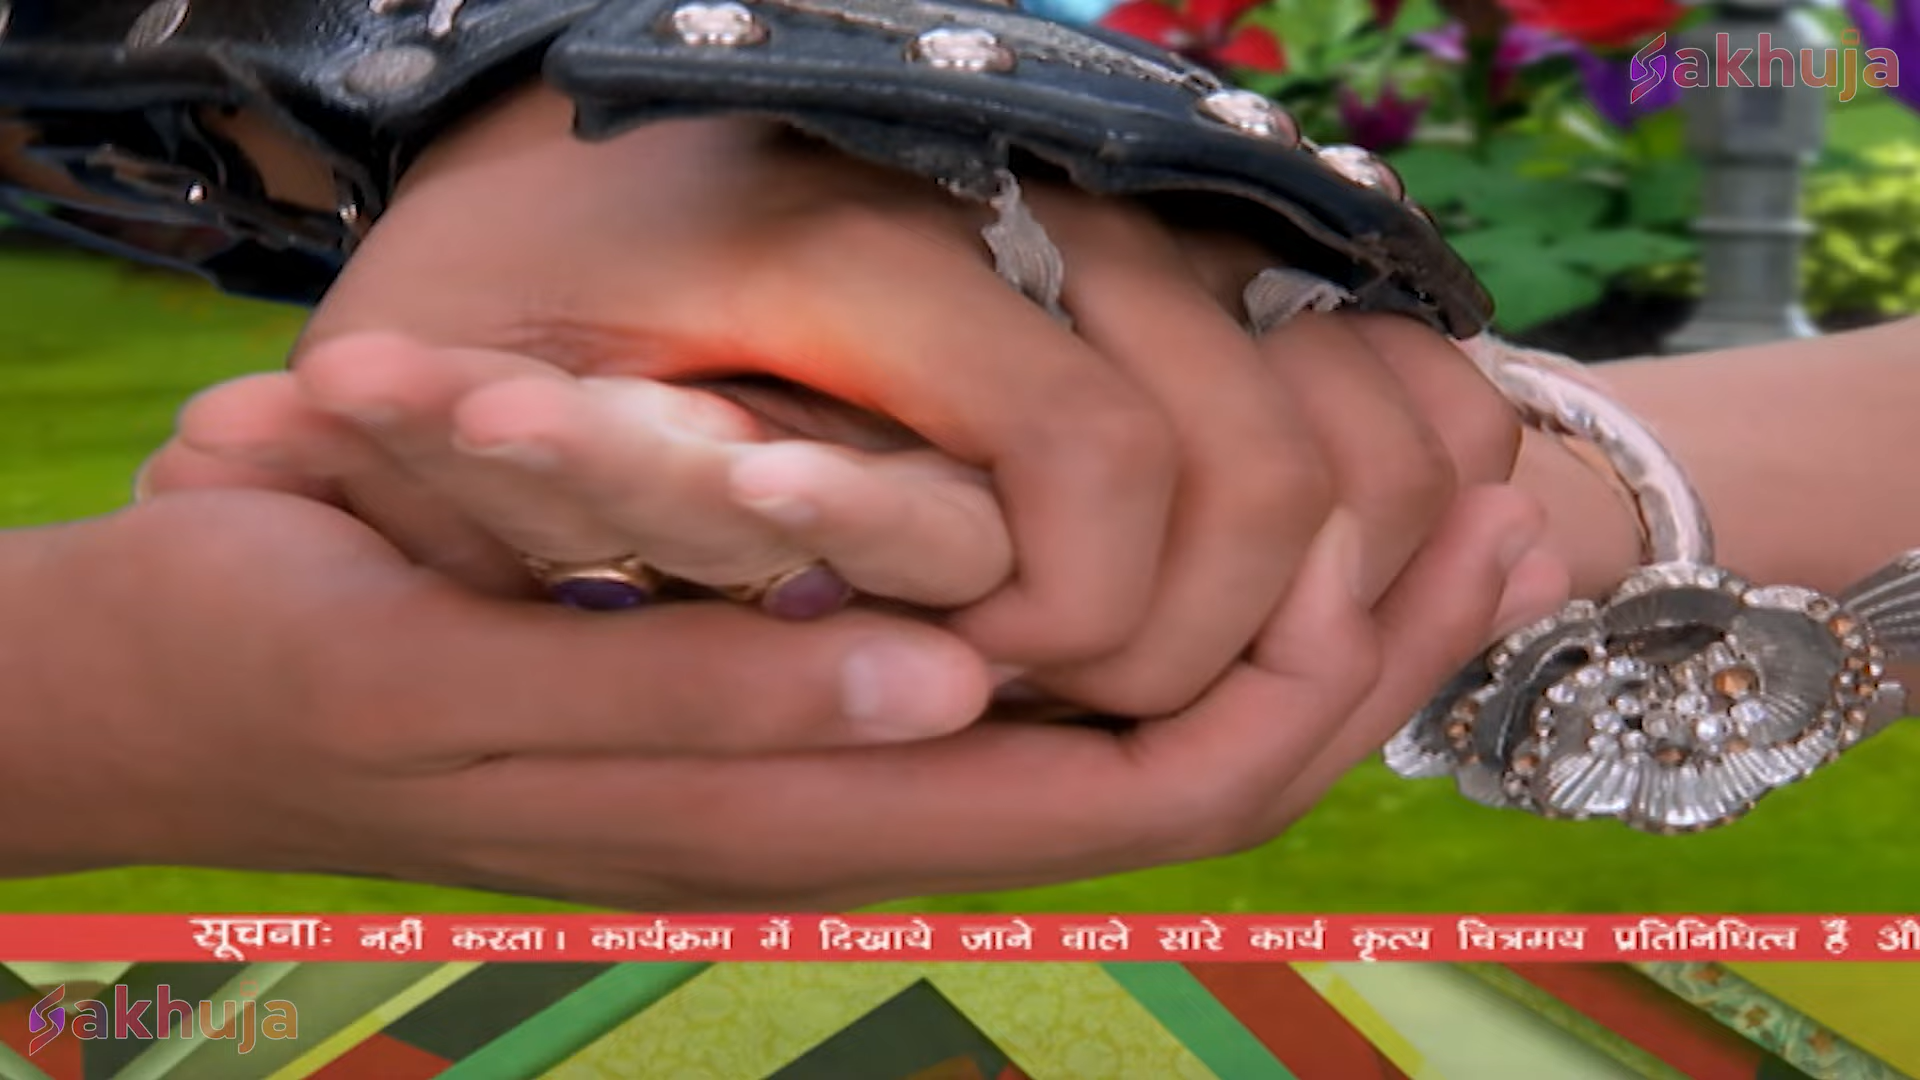 Sakhuja
सूचनाः नहीं करता। कार्यक्रम में दिखाये जाने वाले सारे कार्य कृत्य चित्रमय प्रतिनिधित्व हैं
Sakhuja